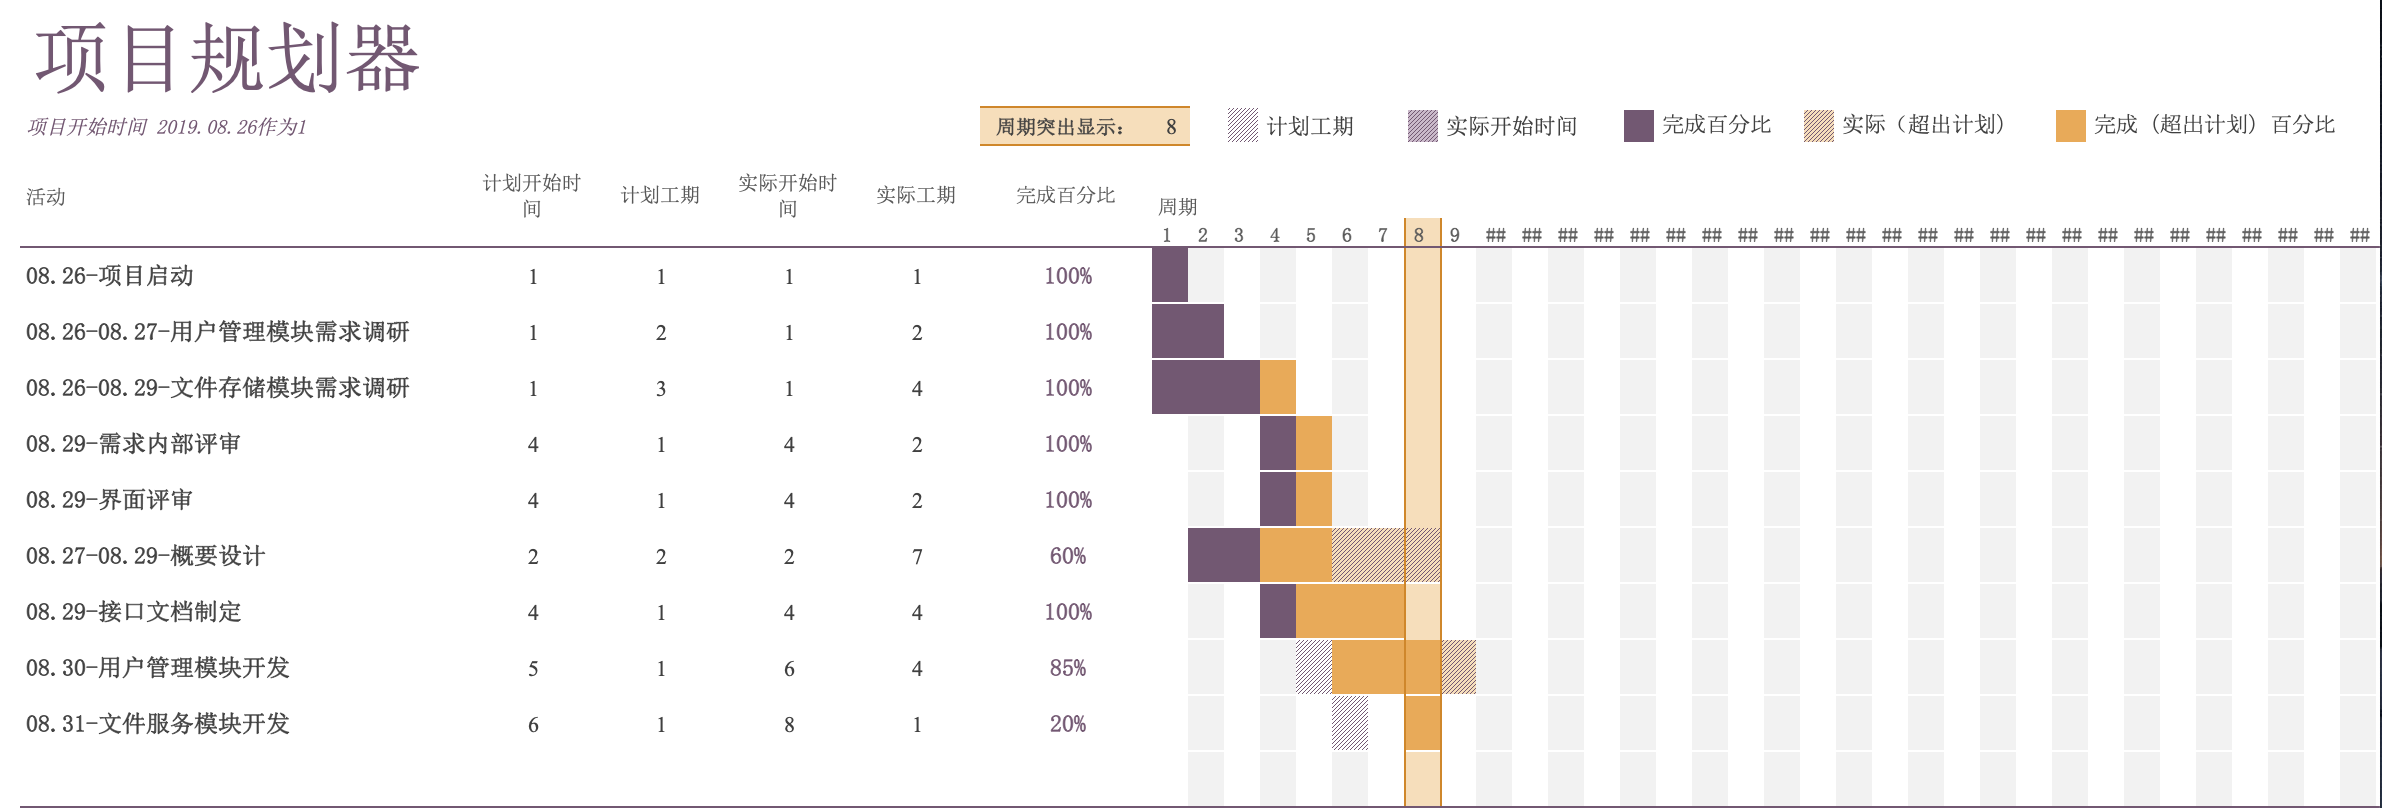 项目规划器
项目开始时间 2019.08.26作为1
周期突出显示： 8 计划工期 实际开始时间 完成百分比 实际（超出计划） 完成（超出计划）百分比
活动 计划开始时间 计划工期 实际开始时间 实际工期 完成百分比 周期
1 2 3 4 5 6 7 8 9 ## ## ## ## ## ## ## ## ## ## ## ## ## ## ## ## ## ## ## ## ## ## ## ## ##
08.26-项目启动 1 1 1 1 100%
08.26-08.27-用户管理模块需求调研 1 2 1 2 100%
08.26-08.29-文件存储模块需求调研 1 3 1 4 100%
08.29-需求内部评审 4 1 4 2 100%
08.29-界面评审 4 1 4 2 100%
08.27-08.29-概要设计 2 2 2 7 60%
08.29-接口文档制定 4 1 4 4 100%
08.30-用户管理模块开发 5 1 6 4 85%
08.31-文件服务模块开发 6 1 8 1 20%